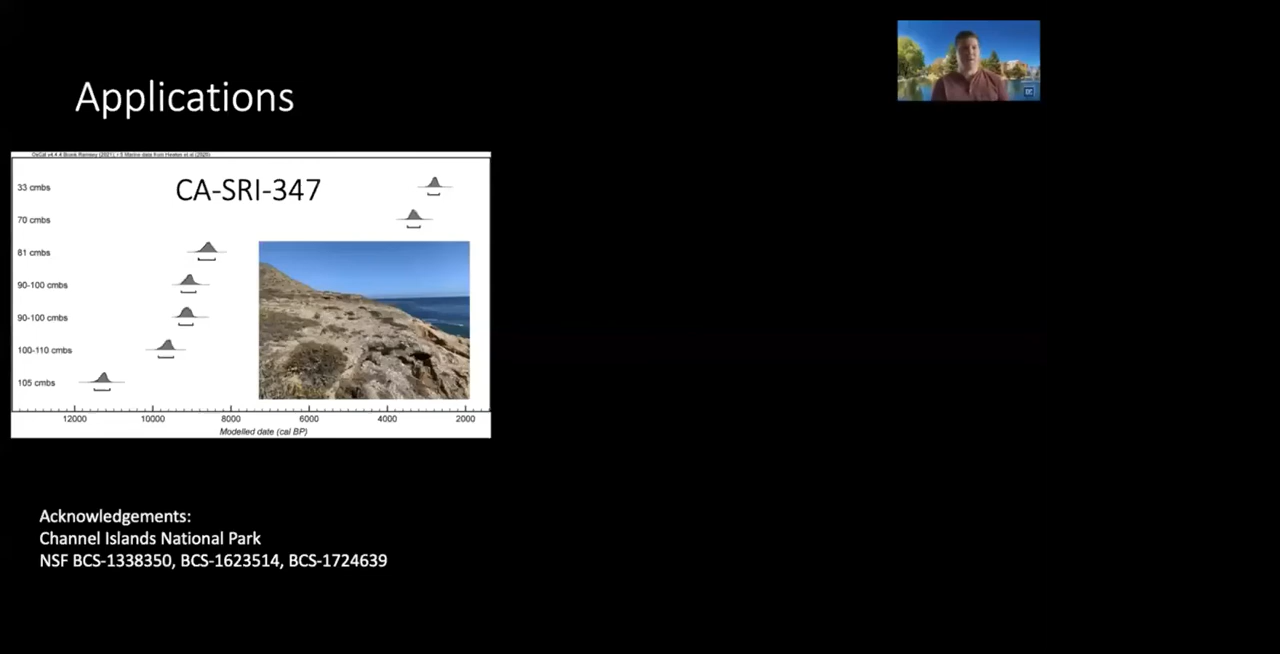 Applications
OxCal v4.4.4 Bronk Ramsey (2021); r:5 Marine data from Heaton et al (2020)
CA-SRI-347
33 cmbs
70 cmbs
81 cmbs
90-100 cmbs
90-100 cmbs
100-110 cmbs
105 cmbs
12000 10000 8000 6000 4000 2000
Modelled date (cal BP)
Acknowledgements:
Channel Islands National Park
NSF BCS-1338350, BCS-1623514, BCS-1724639